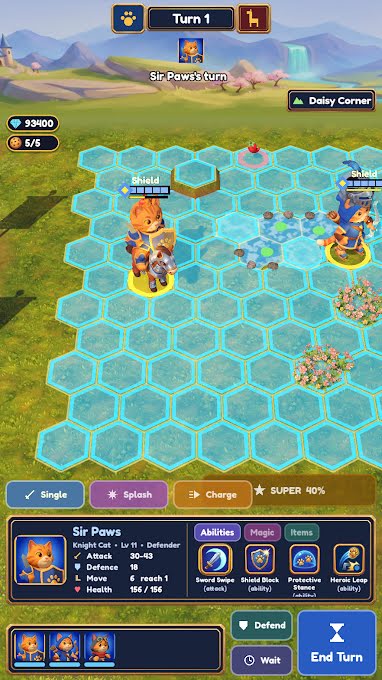 Turn 1
Sir Paws's turn
Daisy Corner
93400
5/5
Shield
Shield
Single
Splash
Charge
SUPER 40%
Sir Paws
Knight Cat • Lv 11 • Defender
Attack 30-43
Defence 18
Move 6 reach 1
Health 156 / 156
Abilities
Magic
Items
Sword Swipe
(attack)
Shield Block
(ability)
Protective
Stance
(ability)
Heroic Leap
(ability)
Defend
Wait
End Turn